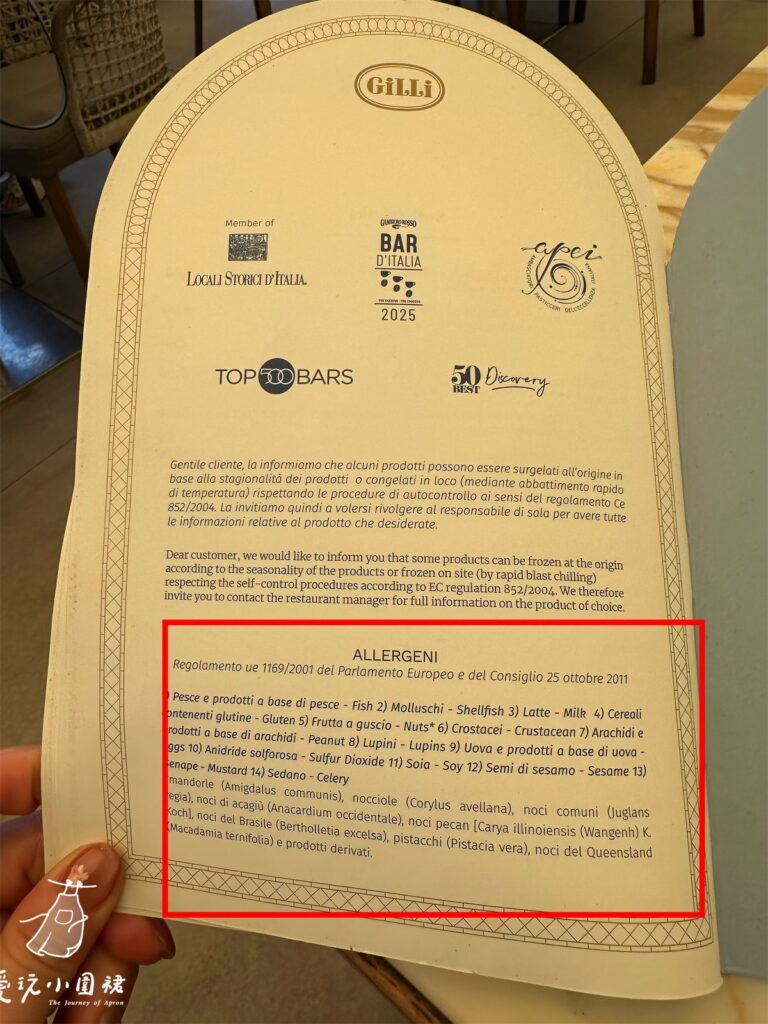 GiLLi
Member of
LOCALI STORICI D'ITALIA.
GAMBERO ROSSO
BAR
D'ITALIA
2025
apei
AMBASCIATORI PASTICCERI DELL'ECCELLENZA ITALIANA
TOP 500 BARS
50 BEST Discovery
Gentile cliente, la informiamo che alcuni prodotti possono essere surgelati all'origine in
base alla stagionalità dei prodotti o congelati in loco (mediante abbattimento rapido
di temperatura) rispettando le procedure di autocontrollo ai sensi del regolamento Ce
852/2004. La invitiamo quindi a volersi rivolgere al responsabile di sala per avere tutte
le informazioni relative al prodotto che desiderate.
Dear customer, we would like to inform you that some products can be frozen at the origin
according to the seasonality of the products or frozen on site (by rapid blast chilling)
respecting the self-control procedures according to EC regulation 852/2004. We therefore
invite you to contact the restaurant manager for full information on the product of choice.
ALLERGENI
Regolamento ue 1169/2001 del Parlamento Europeo e del Consiglio 25 ottobre 2011
) Pesce e prodotti a base di pesce - Fish 2) Molluschi - Shellfish 3) Latte - Milk 4) Cereali
ontenenti glutine - Gluten 5) Frutta a guscio - Nuts* 6) Crostacei - Crustacean 7) Arachidi e
rodotti a base di arachidi - Peanut 8) Lupini - Lupins 9) Uova e prodotti a base di uova -
ggs 10) Anidride solforosa - Sulfur Dioxide 11) Soia - Soy 12) Semi di sesamo - Sesame 13)
enape - Mustard 14) Sedano - Celery
mandorle (Amigdalus communis), nocciole (Corylus avellana), noci comuni (Juglans
regia), noci di acagiù (Anacardium occidentale), noci pecan [Carya illinoiensis (Wangenh) K.
Koch], noci del Brasile (Bertholletia excelsa), pistacchi (Pistacia vera), noci del Queensland
(Macadamia ternifolia) e prodotti derivati.
愛玩小圍裙
The Journey of Apron